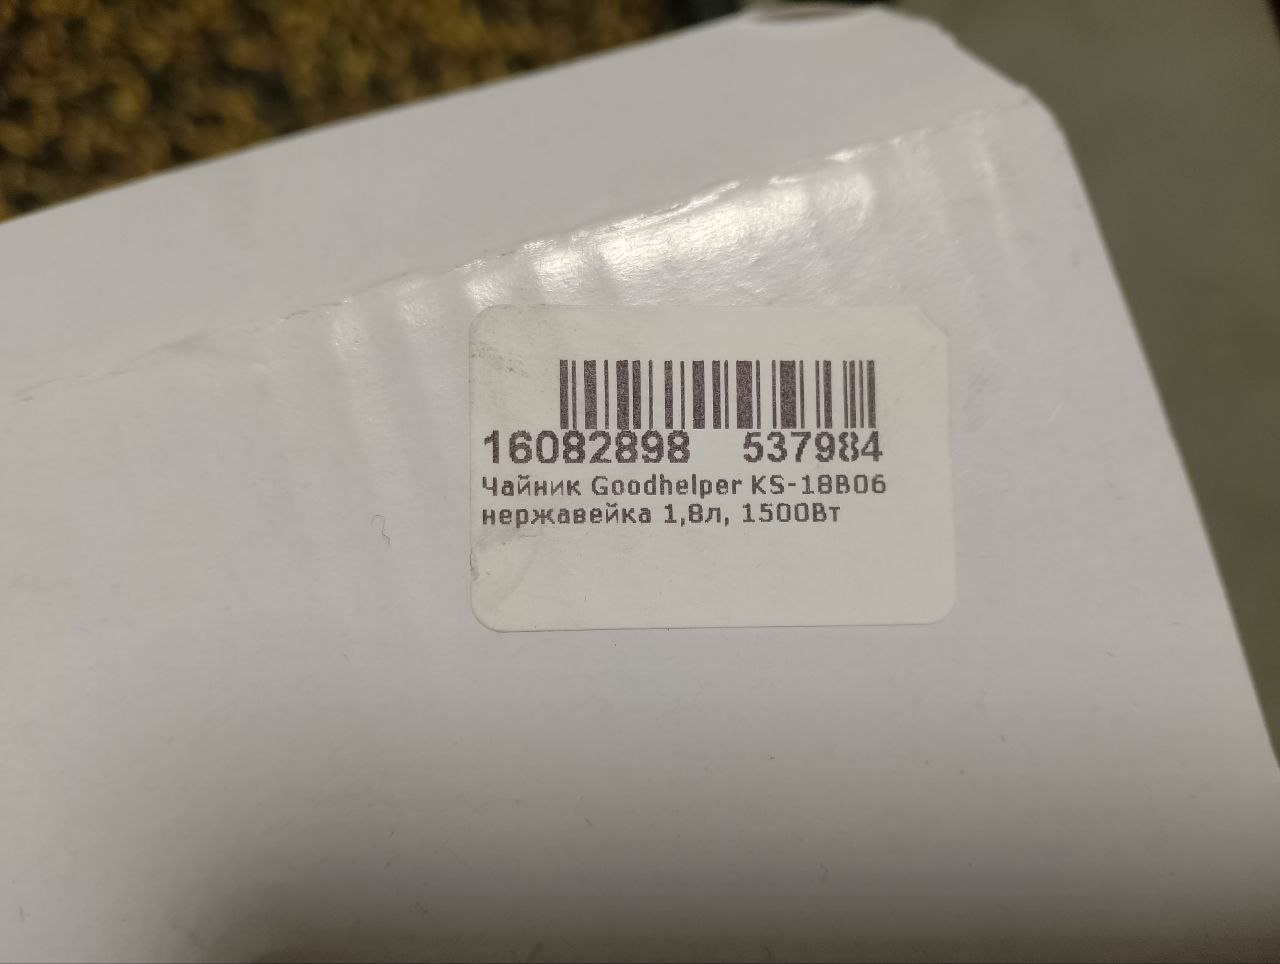 16082898 537984
Чайник Goodhelper KS-18B06
нержавейка 1,8л, 1500Вт